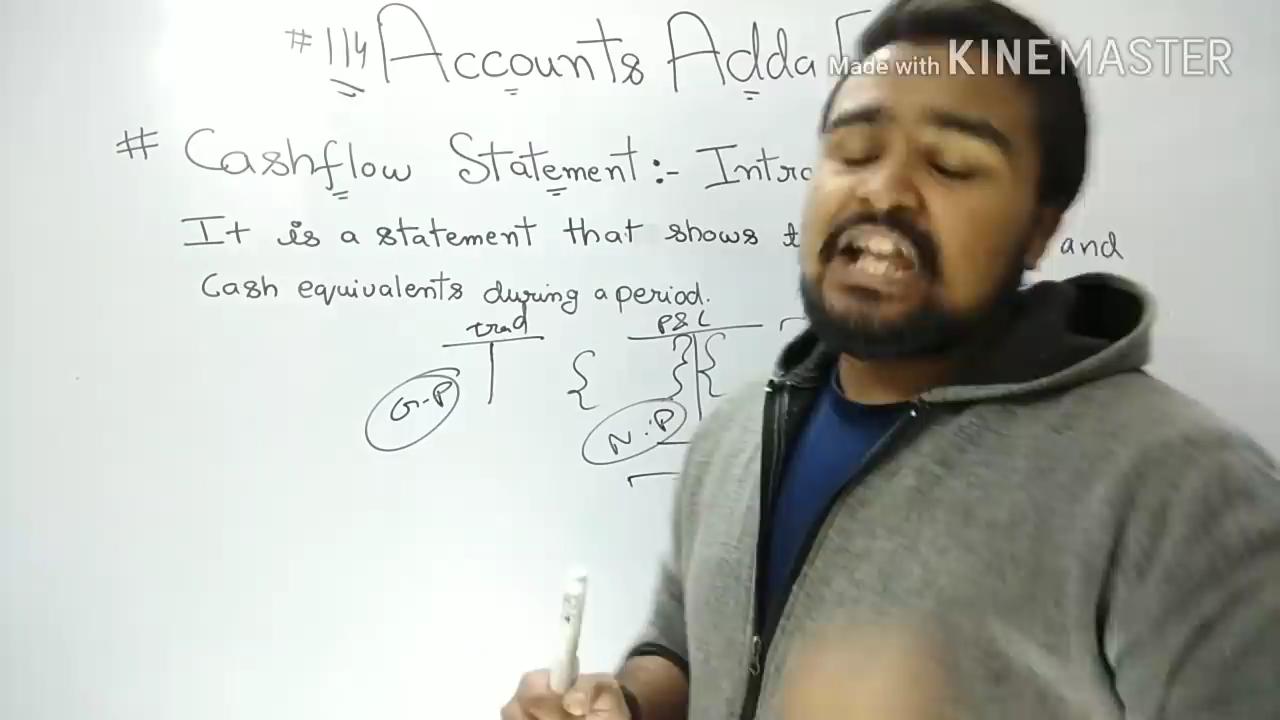 #114 Accounts Adda
Made with KINEMASTER
# Cashflow Statement:- Intro
It is a statement that shows t and
Cash equivalents during a period.
trad P&L
G.P
N.P